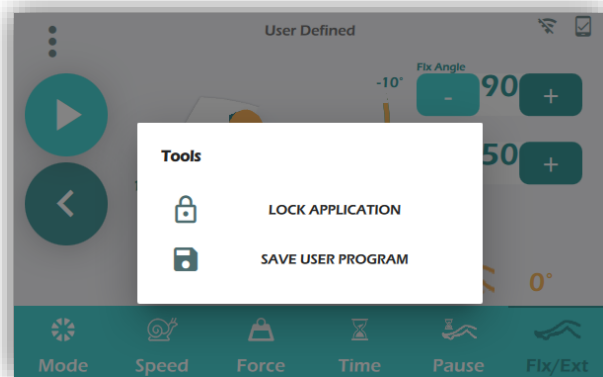 User Defined
Flx Angle
-10°
-
90
+
50
+
Tools
LOCK APPLICATION
SAVE USER PROGRAM
0°
Mode
Speed
Force
Time
Pause
Flx/Ext